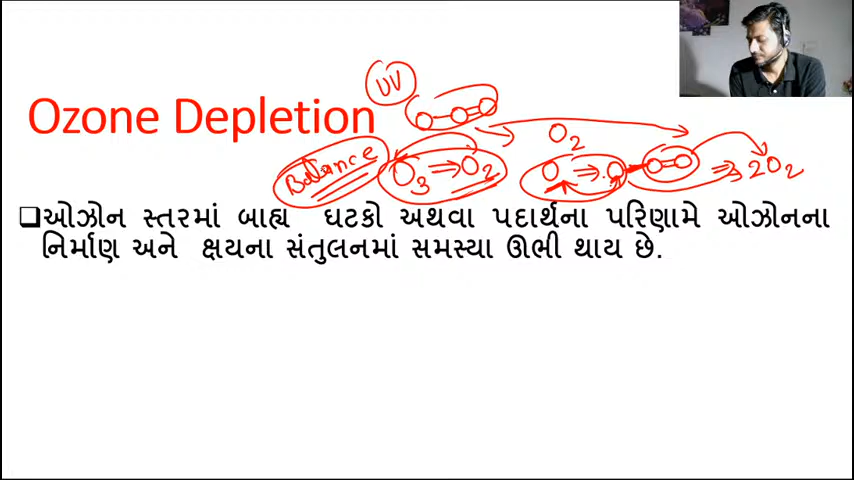 UV
Ozone Depletion
O2
Balance O3 ⇒ O2 O ⇒ O ⇒ 2O2
❑ઓઝોન સ્તરમાં બાહ્ય ઘટકો અથવા પદાર્થના પરિણામે ઓઝોનના
નિર્માણ અને ક્ષયના સંતુલનમાં સમસ્યા ઊભી થાય છે.